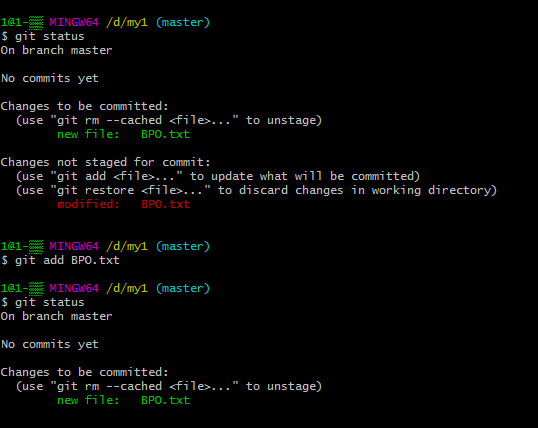 1@1-▒▒ MINGW64 /d/my1 (master)
$ git status
On branch master
No commits yet
Changes to be committed:
  (use "git rm --cached <file>..." to unstage)
        new file:   BPO.txt
Changes not staged for commit:
  (use "git add <file>..." to update what will be committed)
  (use "git restore <file>..." to discard changes in working directory)
        modified:   BPO.txt
1@1-▒▒ MINGW64 /d/my1 (master)
$ git add BPO.txt
1@1-▒▒ MINGW64 /d/my1 (master)
$ git status
On branch master
No commits yet
Changes to be committed:
  (use "git rm --cached <file>..." to unstage)
        new file:   BPO.txt